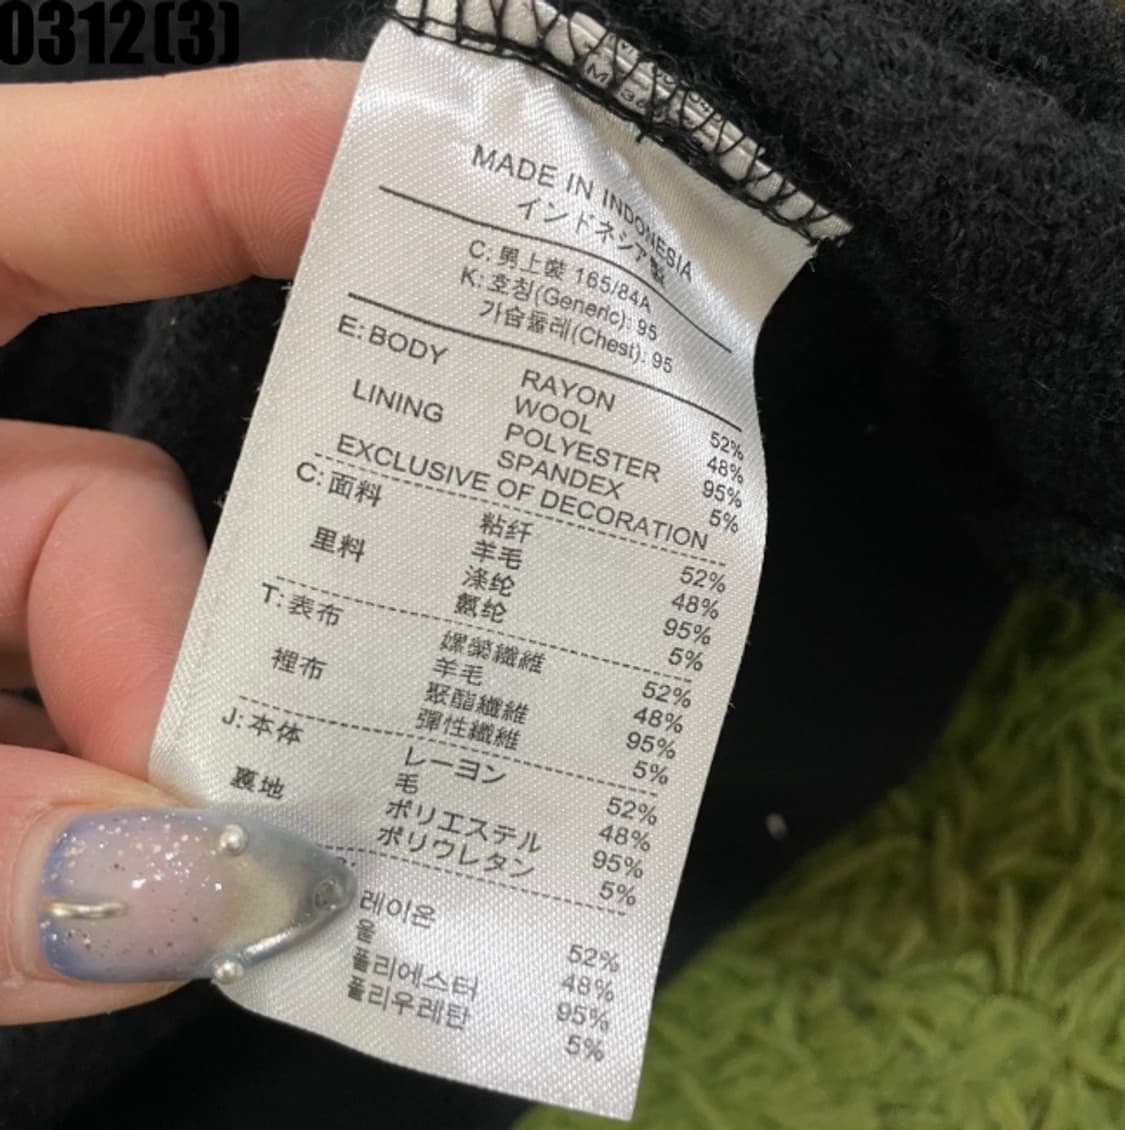 0312(3)
MADE IN INDONESIA
インドネシア製
C: 男上裝 165/84A
K: 호칭(Generic): 95
가슴둘레(Chest): 95
E: BODY RAYON 52%
WOOL 48%
LINING POLYESTER 95%
SPANDEX 5%
EXCLUSIVE OF DECORATION
C: 面料 粘纤 52%
羊毛 48%
里料 涤纶 95%
氨纶 5%
T: 表布 嫘縈纖維 52%
羊毛 48%
裡布 聚酯纖維 95%
彈性纖維 5%
J: 本体 レーヨン 52%
毛 48%
裏地 ポリエステル 95%
ポリウレタン 5%
레이온 52%
울 48%
폴리에스터 95%
폴리우레탄 5%